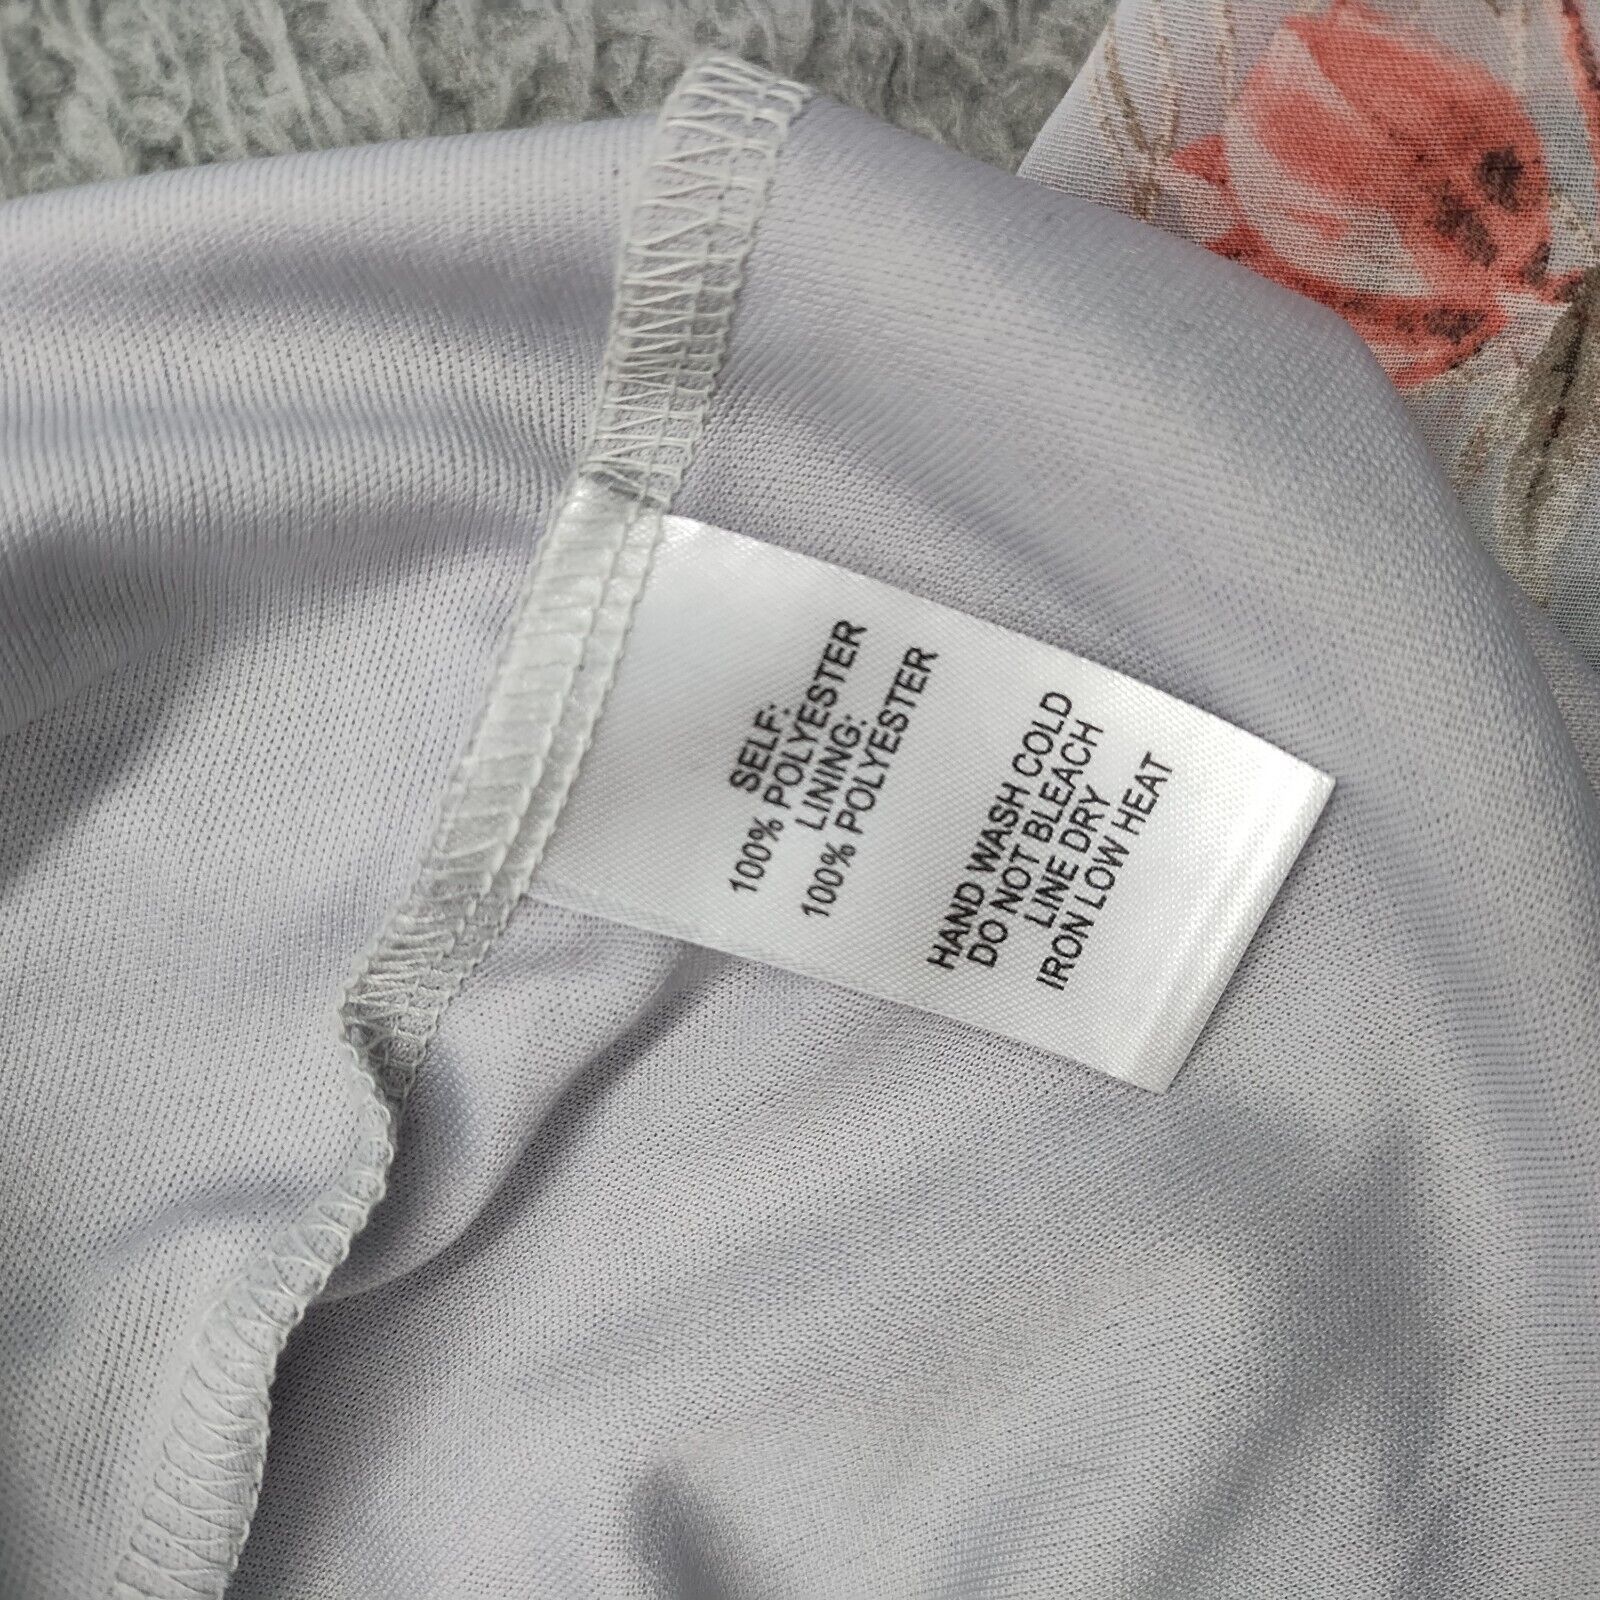 SELF:
100% POLYESTER
LINING:
100% POLYESTER
HAND WASH COLD
DO NOT BLEACH
LINE DRY
IRON LOW HEAT